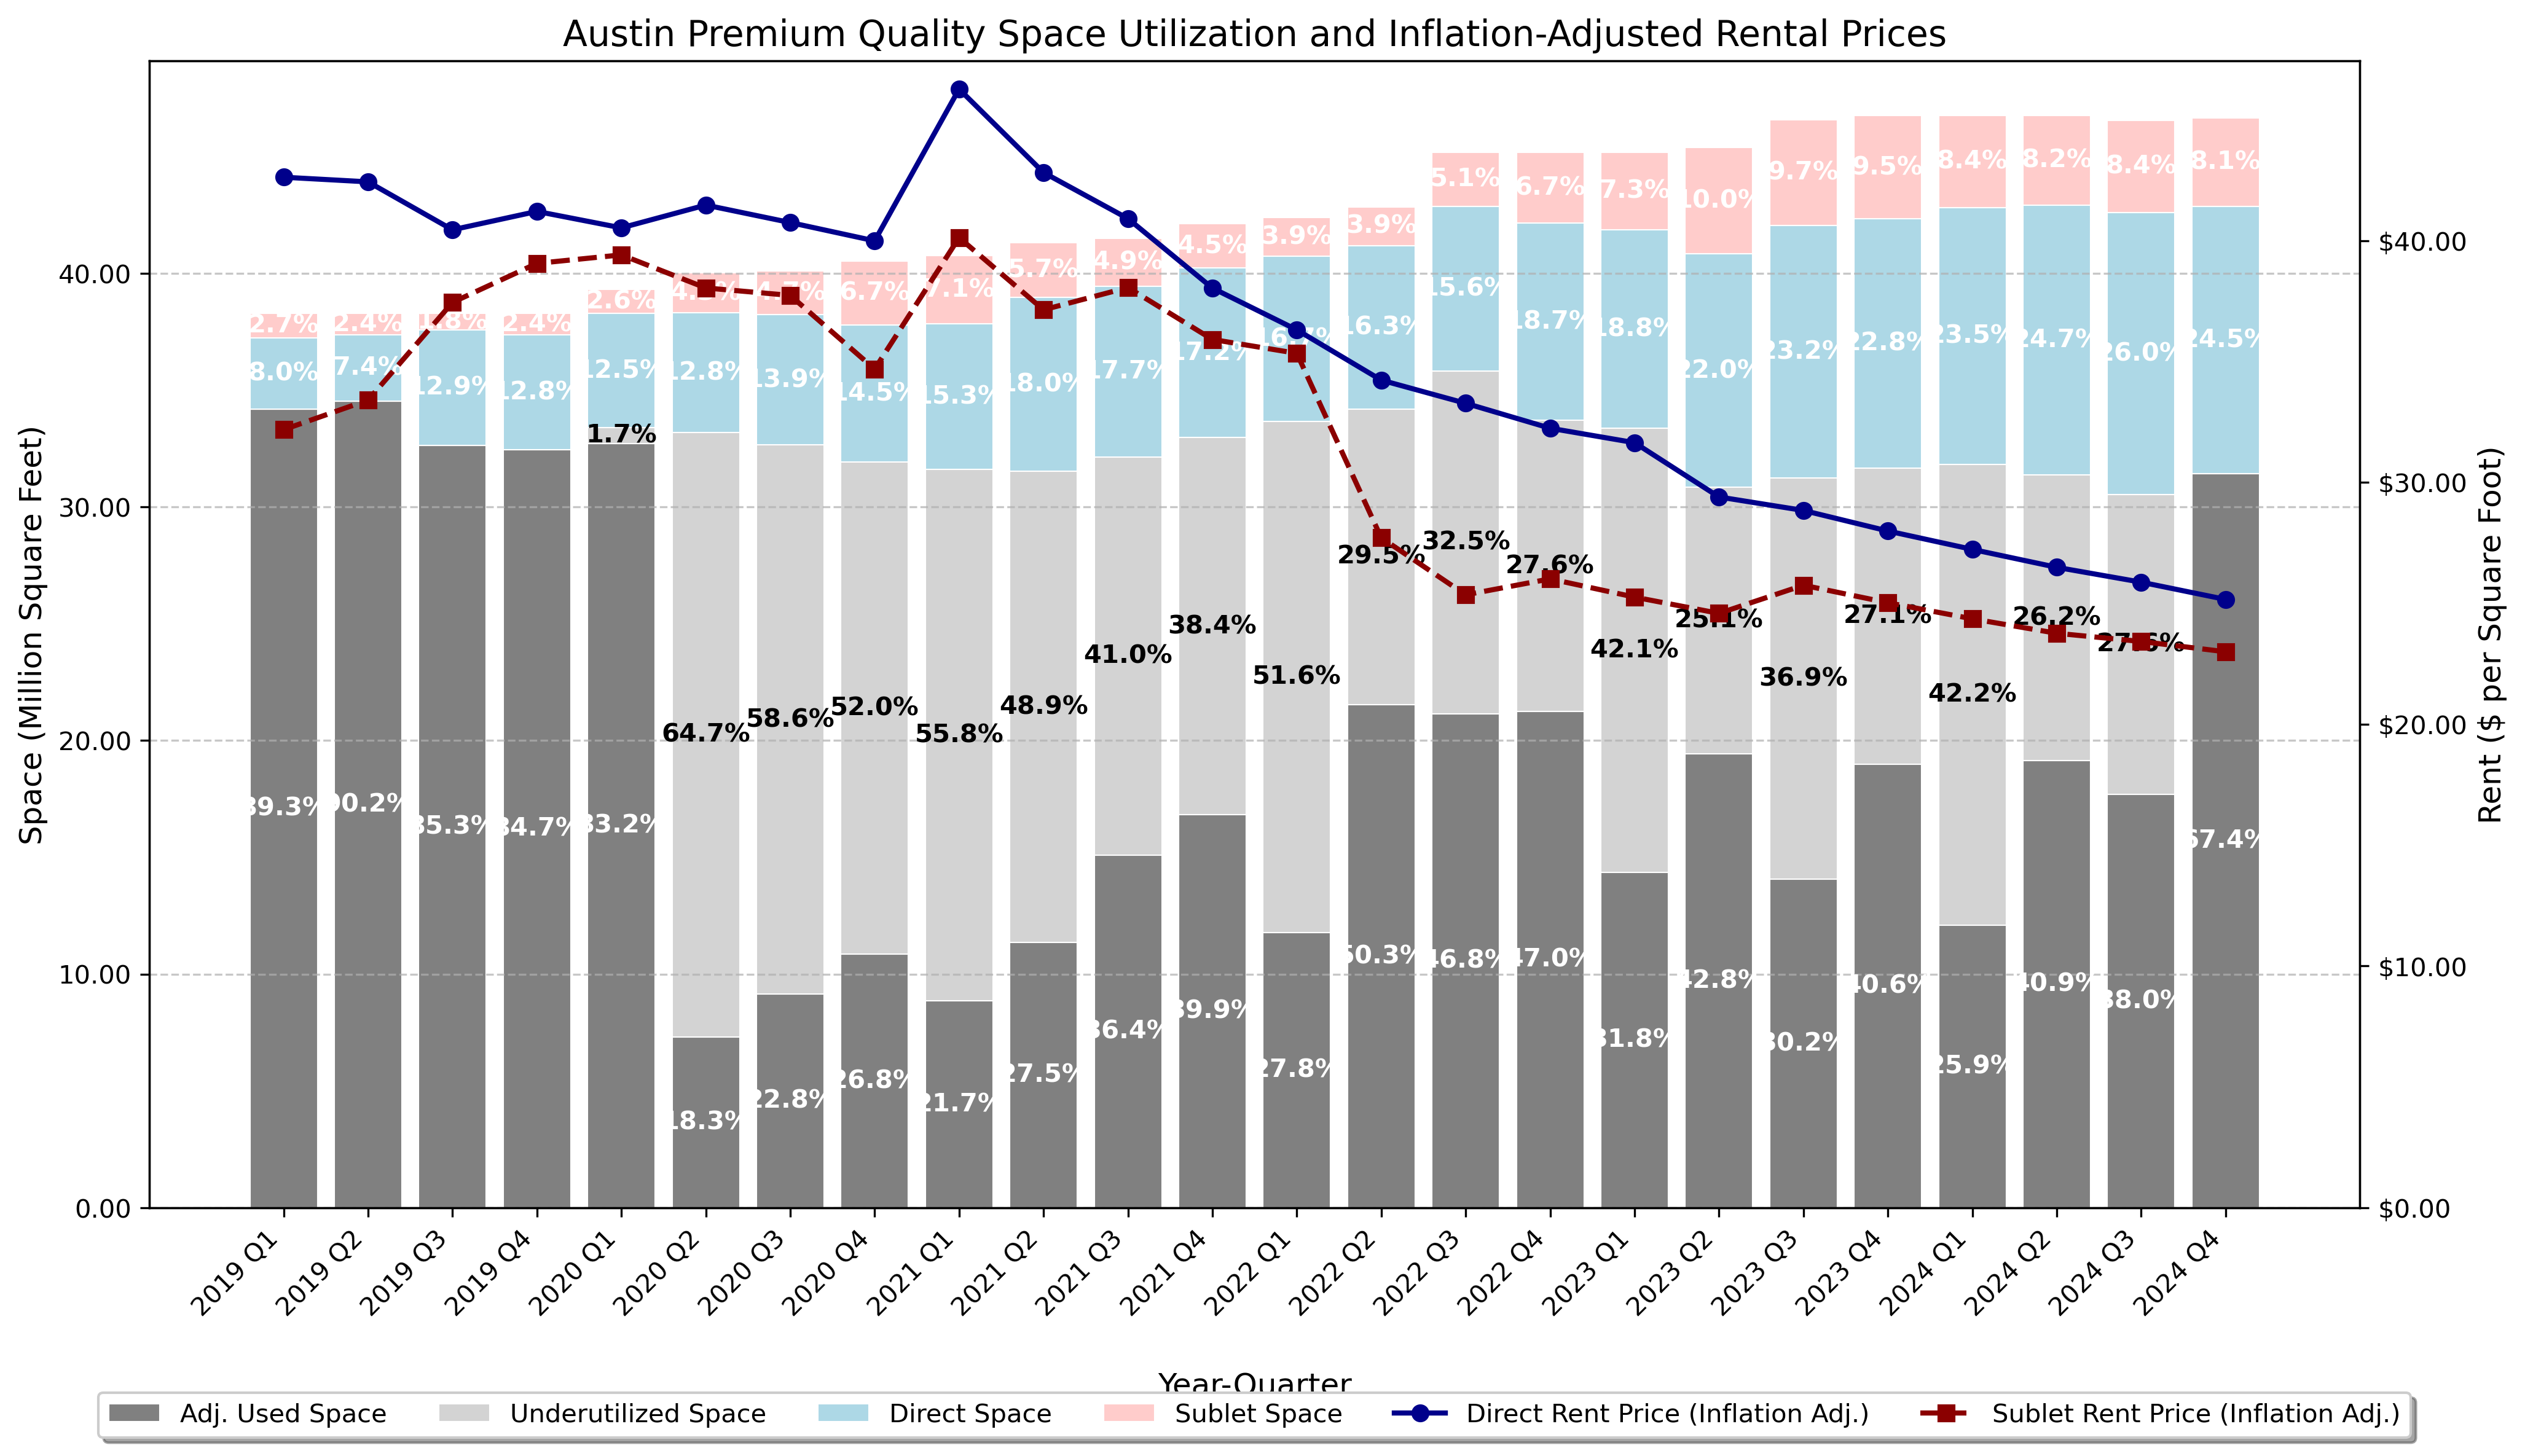 Austin Premium Quality Space Utilization and Inflation-Adjusted Rental Prices
Space (Million Square Feet)
40.00
30.00
20.00
10.00
0.00
Rent ($ per Square Foot)
$40.00
$30.00
$20.00
$10.00
$0.00
2.7% 2.4% 1.8% 2.4% 2.6% 6.7% 7.1% 5.7% 4.9% 4.5% 3.9% 3.9% 5.1% 6.7% 7.3% 10.0% 9.7% 9.5% 8.4% 8.2% 8.4% 8.1%
8.0% 7.4% 12.9% 12.8% 12.5% 12.8% 13.9% 14.5% 15.3% 18.0% 17.7% 17.2% 16.3% 15.6% 18.7% 18.8% 22.0% 23.2% 22.8% 23.5% 24.7% 26.0% 24.5%
1.7% 64.7% 58.6% 52.0% 55.8% 48.9% 41.0% 38.4% 51.6% 29.5% 32.5% 27.6% 42.1% 25.1% 36.9% 27.1% 42.2% 26.2% 27.6%
89.3% 90.2% 85.3% 84.7% 83.2% 18.3% 22.8% 26.8% 21.7% 27.5% 36.4% 39.9% 27.8% 50.3% 46.8% 47.0% 31.8% 42.8% 30.2% 40.6% 25.9% 40.9% 38.0% 67.4%
2019 Q1 2019 Q2 2019 Q3 2019 Q4 2020 Q1 2020 Q2 2020 Q3 2020 Q4 2021 Q1 2021 Q2 2021 Q3 2021 Q4 2022 Q1 2022 Q2 2022 Q3 2022 Q4 2023 Q1 2023 Q2 2023 Q3 2023 Q4 2024 Q1 2024 Q2 2024 Q3 2024 Q4
Year-Quarter
Adj. Used Space Underutilized Space Direct Space Sublet Space Direct Rent Price (Inflation Adj.) Sublet Rent Price (Inflation Adj.)